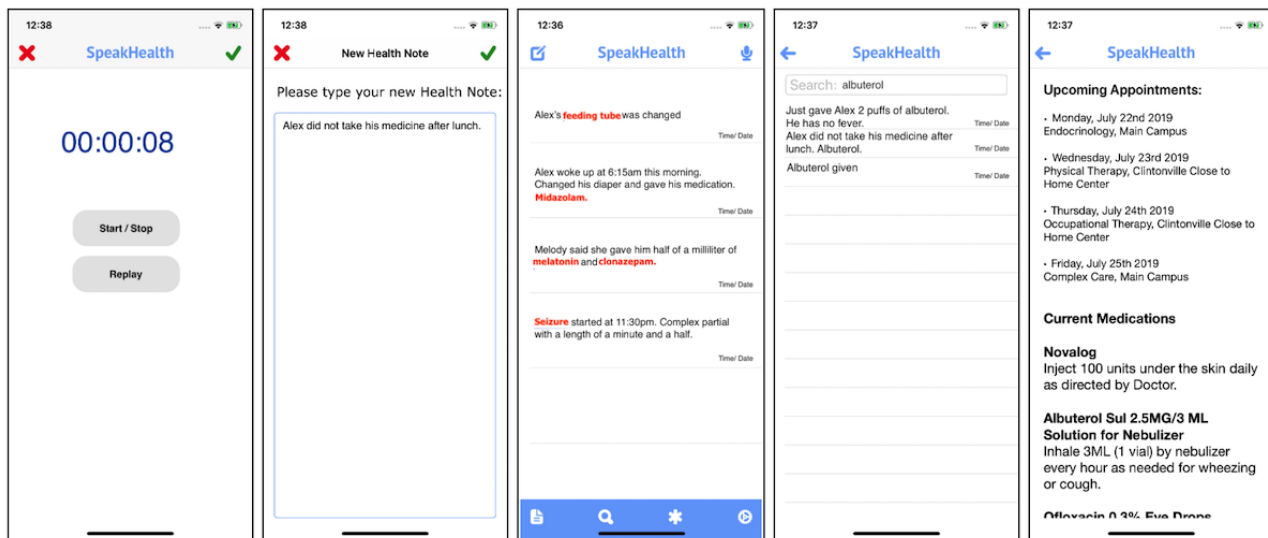 12:38
SpeakHealth
00:00:08
Start / Stop
Replay
12:38
New Health Note
Please type your new Health Note:
Alex did not take his medicine after lunch.
12:36
SpeakHealth
Alex's feeding tube was changed
Time/ Date
Alex woke up at 6:15am this morning.
Changed his diaper and gave his medication.
Midazolam.
Time/ Date
Melody said she gave him half of a milliliter of
melatonin and clonazepam.
Time/ Date
Seizure started at 11:30pm. Complex partial
with a length of a minute and a half.
Time/ Date
12:37
SpeakHealth
Search: albuterol
Just gave Alex 2 puffs of albuterol.
He has no fever.
Time/ Date
Alex did not take his medicine after
lunch. Albuterol.
Time/ Date
Albuterol given
Time/ Date
12:37
SpeakHealth
Upcoming Appointments:
• Monday, July 22nd 2019
Endocrinology, Main Campus
• Wednesday, July 23rd 2019
Physical Therapy, Clintonville Close to
Home Center
• Thursday, July 24th 2019
Occupational Therapy, Clintonville Close to
Home Center
• Friday, July 25th 2019
Complex Care, Main Campus
Current Medications
Novalog
Inject 100 units under the skin daily
as directed by Doctor.
Albuterol Sul 2.5MG/3 ML
Solution for Nebulizer
Inhale 3ML (1 vial) by nebulizer
every hour as needed for wheezing
or cough.
Ofloxacin 0.3% Eye Drops